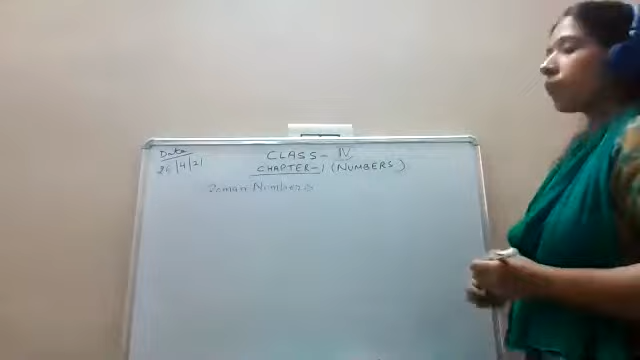 Date
26/4/21
CLASS - IV
CHAPTER-1 (NUMBERS)
Roman Numbers